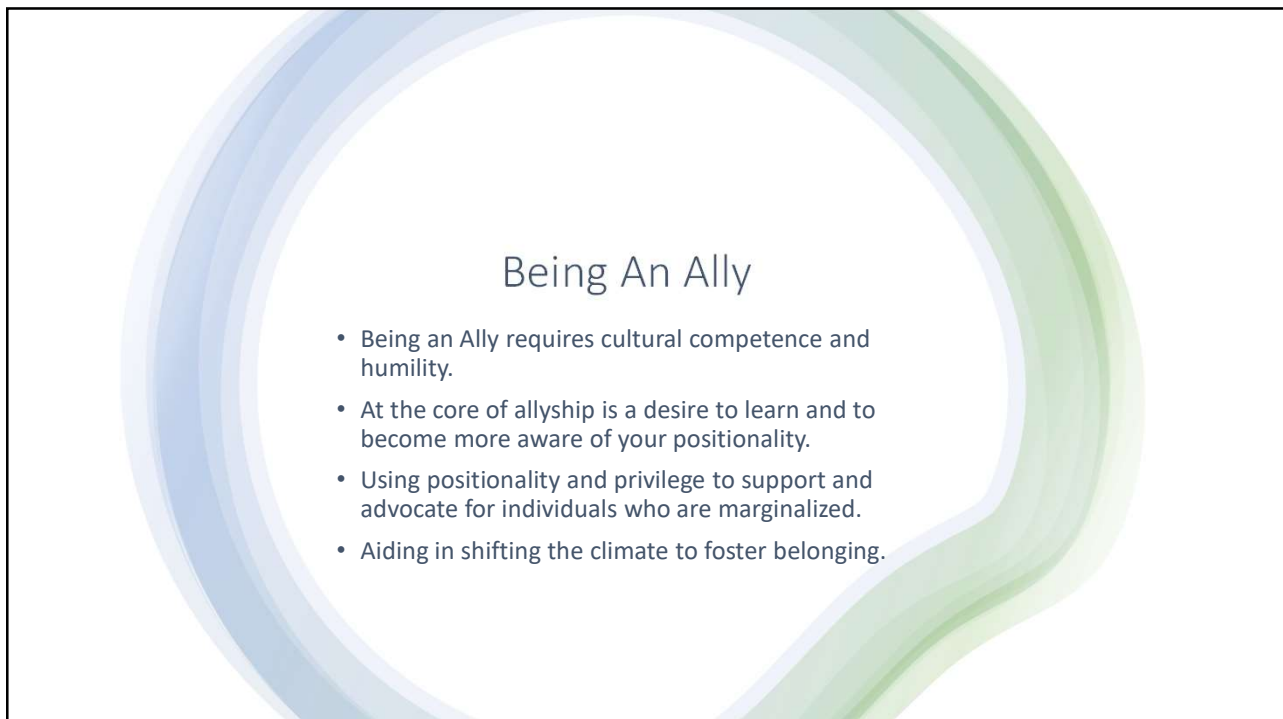 Being An Ally
• Being an Ally requires cultural competence and
humility.
• At the core of allyship is a desire to learn and to
become more aware of your positionality.
• Using positionality and privilege to support and
advocate for individuals who are marginalized.
• Aiding in shifting the climate to foster belonging.